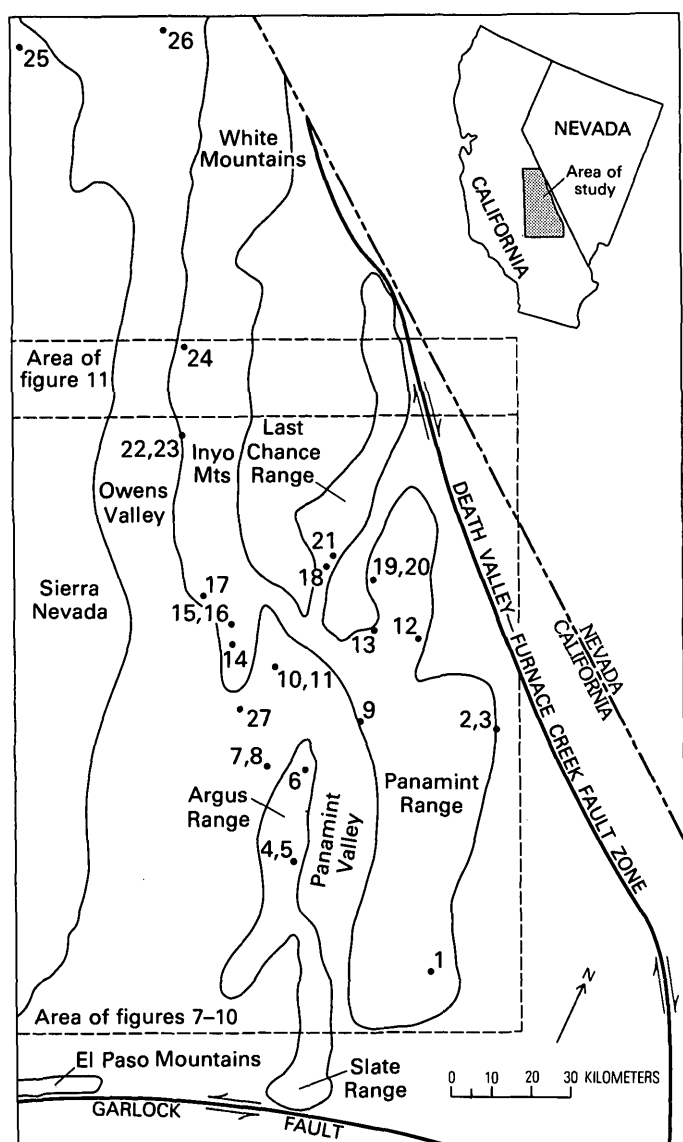 25
26
White
Mountains
NEVADA
Area of
study
CALIFORNIA
Area of
figure 11
24
22,23
Inyo
Mts
Last
Chance
Range
Owens
Valley
DEATH VALLEY—FURNACE CREEK FAULT ZONE
21
18
19,20
Sierra
Nevada
17
15,16
14
13
12
NEVADA
CALIFORNIA
10,11
27
9
2,3
7,8
6
Argus
Range
Panamint
Valley
Panamint
Range
4,5
1
N
Area of figures 7–10
El Paso Mountains
Slate
Range
0 10 20 30 KILOMETERS
GARLOCK FAULT